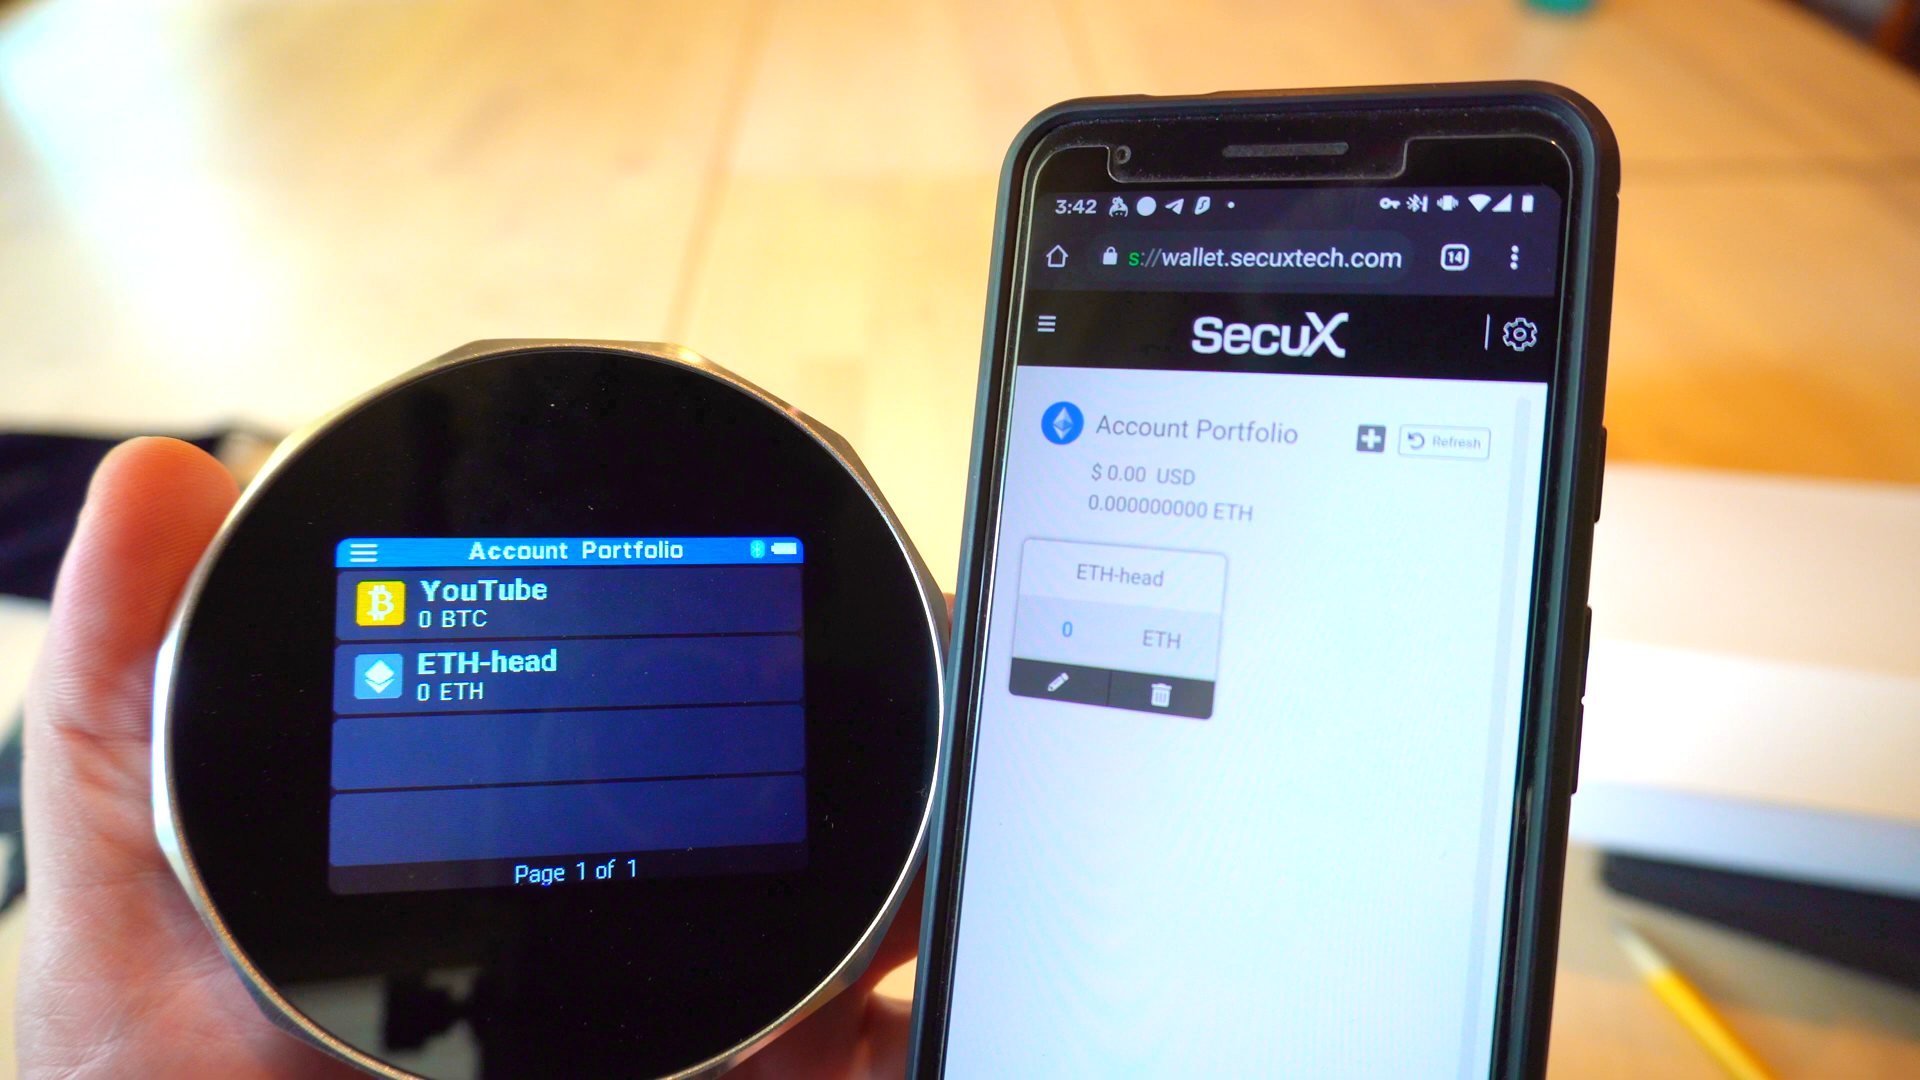 Account Portfolio
YouTube
0 BTC
ETH-head
0 ETH
Page 1 of 1
3:42
s://wallet.secuxtech.com
14
SecuX
Account Portfolio
Refresh
$ 0.00 USD
0.000000000 ETH
ETH-head
0 ETH